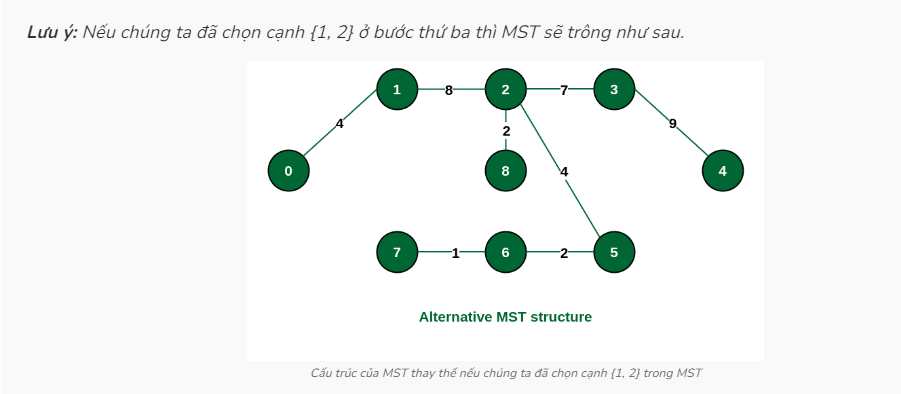 Lưu ý: Nếu chúng ta đã chọn cạnh {1, 2} ở bước thứ ba thì MST sẽ trông như sau.
1 8 2 7 3
4 9
2
0 8 4 4
7 1 6 2 5
Alternative MST structure
Cấu trúc của MST thay thế nếu chúng ta đã chọn cạnh {1, 2} trong MST